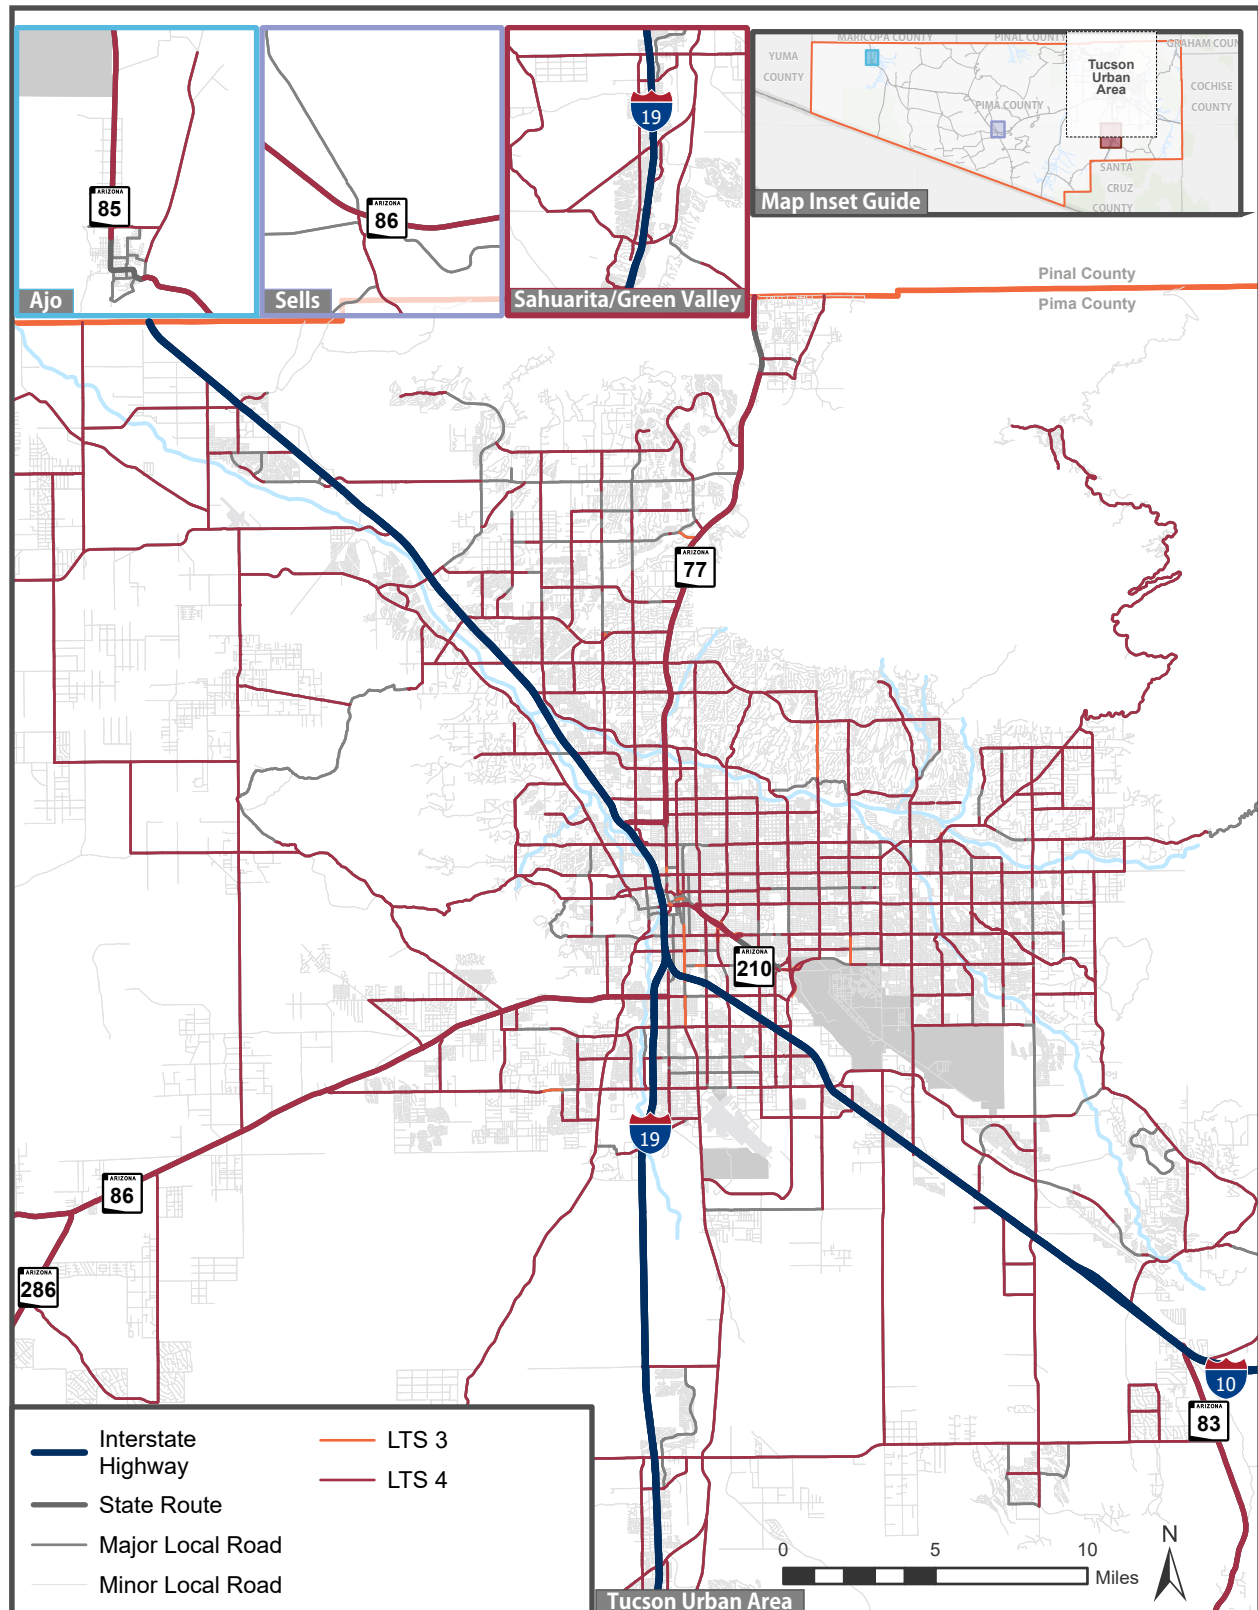 ARIZONA
85
Ajo
ARIZONA
86
Sells
19
Sahuarita/Green Valley
MARICOPA COUNTY
PINAL COUNTY
GRAHAM COUN
YUMA
COUNTY
Tucson
Urban
Area
COCHISE
COUNTY
PIMA COUNTY
SANTA
CRUZ
COUNTY
Map Inset Guide
Pinal County
Pima County
ARIZONA
77
ARIZONA
210
19
ARIZONA
86
ARIZONA
286
10
ARIZONA
83
Interstate
Highway
State Route
Major Local Road
Minor Local Road
LTS 3
LTS 4
0
5
10
Miles
N
Tucson Urban Area